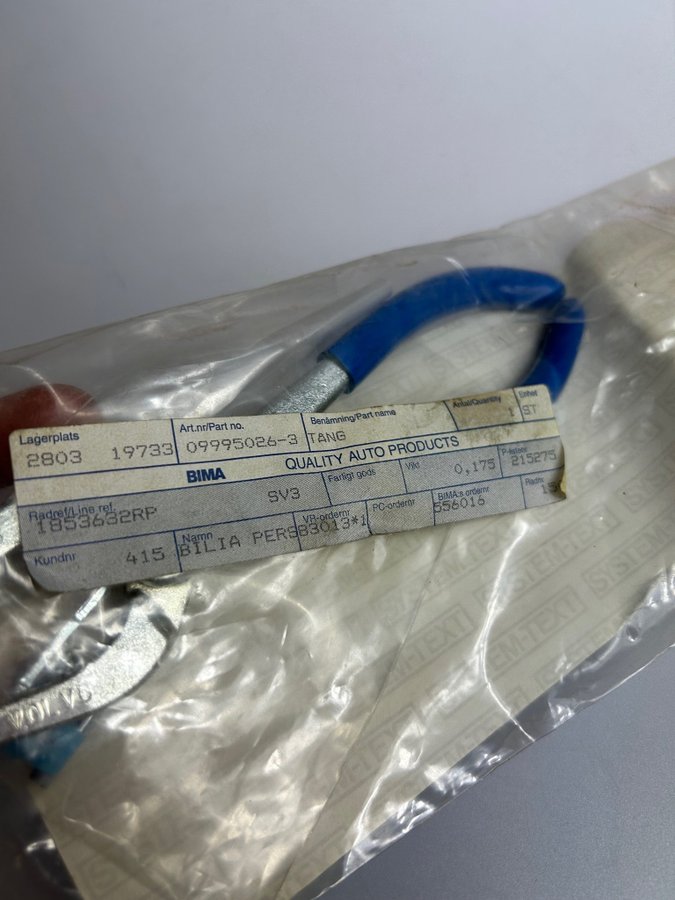 Lagerplats Art.nr/Part no. Benämning/Part name Antal/Quantity Enhet
2803 19733 09995026-3 TANG 1 ST
BIMA QUALITY AUTO PRODUCTS
Radref/Line ref. Farligt gods Vikt
1853632RP SV3 0,175 215275
Kundnr Namn VR-ordernr PC-ordernr BIMA:s ordernr Radnr
415 BILIA PERS 83013*1 556016
VOLVO
SYSTEM TEXT